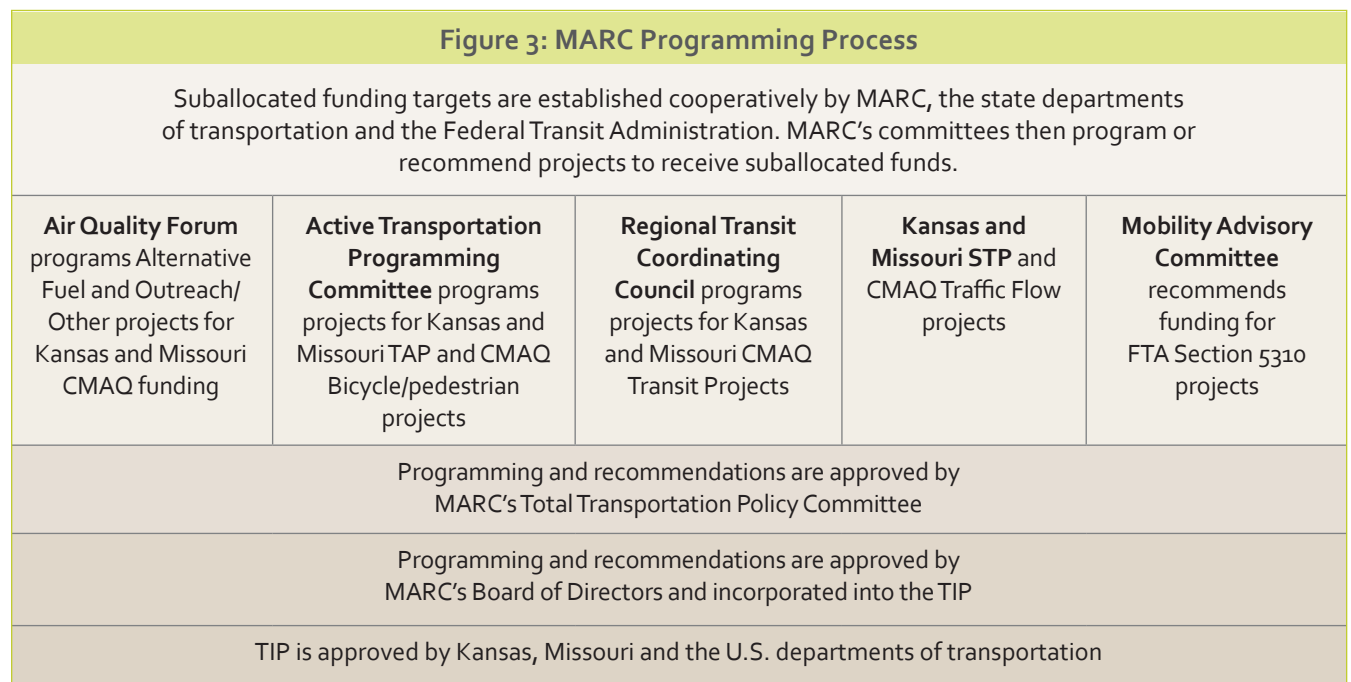 Figure 3: MARC Programming Process
Suballocated funding targets are established cooperatively by MARC, the state departments
of transportation and the Federal Transit Administration. MARC’s committees then program or
recommend projects to receive suballocated funds.
Air Quality Forum
programs Alternative
Fuel and Outreach/
Other projects for
Kansas and Missouri
CMAQ funding
Active Transportation
Programming
Committee programs
projects for Kansas and
Missouri TAP and CMAQ
Bicycle/pedestrian
projects
Regional Transit
Coordinating
Council programs
projects for Kansas
and Missouri CMAQ
Transit Projects
Kansas and
Missouri STP and
CMAQ Traffic Flow
projects
Mobility Advisory
Committee
recommends
funding for
FTA Section 5310
projects
Programming and recommendations are approved by
MARC’s Total Transportation Policy Committee
Programming and recommendations are approved by
MARC’s Board of Directors and incorporated into the TIP
TIP is approved by Kansas, Missouri and the U.S. departments of transportation